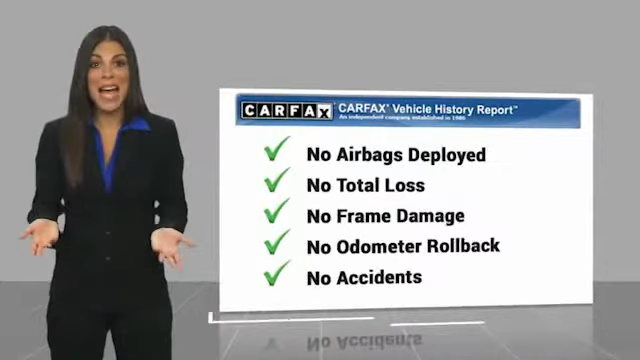 CARFAX CARFAX® Vehicle History Report™
An independent company established in 1986
No Airbags Deployed
No Total Loss
No Frame Damage
No Odometer Rollback
No Accidents